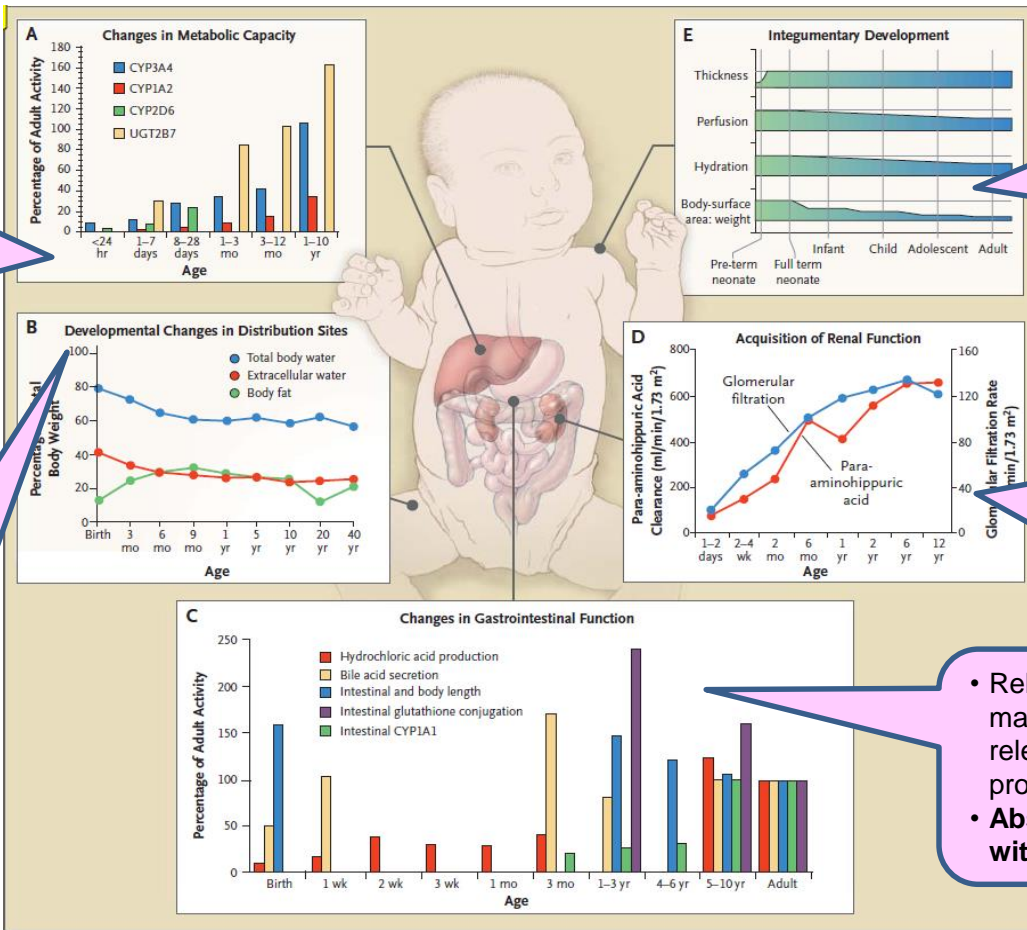 A
Changes in Metabolic Capacity
Percentage of Adult Activity
180
160
140
120
100
80
60
40
20
0
CYP3A4
CYP1A2
CYP2D6
UGT2B7
<24 1–7 8–28 1–3 3–12 1–10
hr days days mo mo yr
Age
B
Developmental Changes in Distribution Sites
Body Weight
100
80
60
40
20
0
Total body water
Extracellular water
Body fat
Birth 3 6 9 1 5 10 20 40
mo mo mo yr yr yr yr yr
Age
E
Integumentary Development
Thickness
Perfusion
Hydration
Body-surface
area: weight
Infant Child Adolescent Adult
Pre-term Full term
neonate neonate
D
Acquisition of Renal Function
Para-aminohippuric Acid
Clearance (ml/min/1.73 m²)
800
600
400
200
0
Glomerular
filtration
Para-
aminohippuric
acid
160
120
80
40
0
Filtration Rate
min/1.73 m²)
1–2 2–4 2 6 1 2 6 12
days wk mo mo yr yr yr yr
Age
C
Changes in Gastrointestinal Function
Percentage of Adult Activity
250
200
150
100
50
0
Hydrochloric acid production
Bile acid secretion
Intestinal and body length
Intestinal glutathione conjugation
Intestinal CYP1A1
Birth 1 wk 2 wk 3 wk 1 mo 3 mo 1–3 yr 4–6 yr 5–10 yr Adult
Age